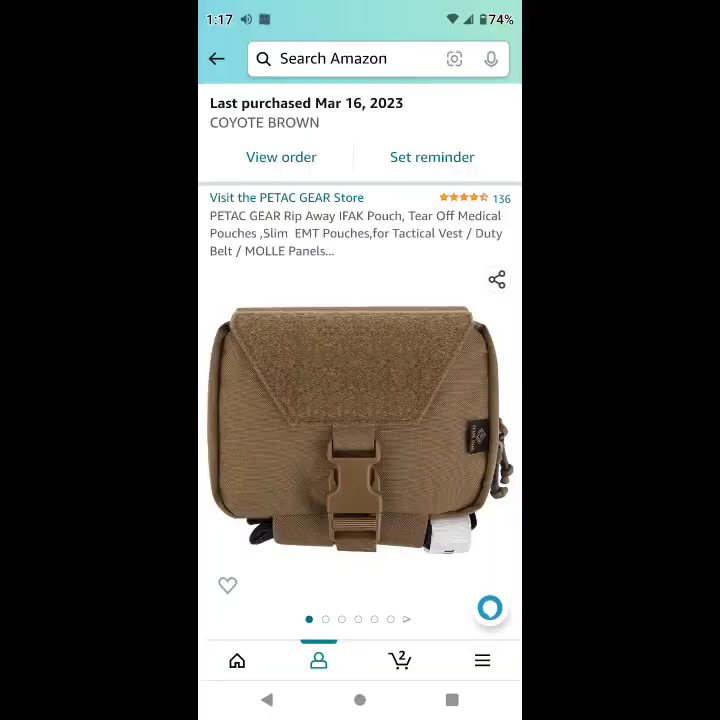 1:17
74%
Search Amazon
Last purchased Mar 16, 2023
COYOTE BROWN
View order
Set reminder
Visit the PETAC GEAR Store
136
PETAC GEAR Rip Away IFAK Pouch, Tear Off Medical
Pouches ,Slim EMT Pouches,for Tactical Vest / Duty
Belt / MOLLE Panels...
2